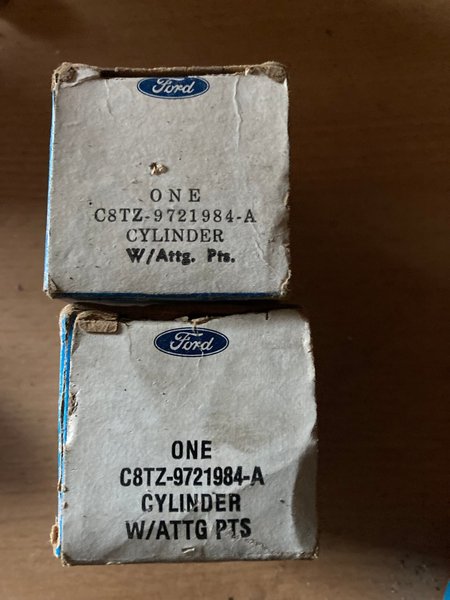 Ford
ONE
C8TZ-9721984-A
CYLINDER
W/Attg. Pts.
Ford
ONE
C8TZ-9721984-A
CYLINDER
W/ATTG PTS